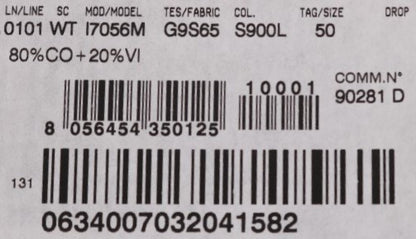 LN/LINE SC MOD/MODEL TES/FABRIC COL. TAG/SIZE DROP
0101 WT I7056M G9S65 S900L 50
80%CO+20%VI
10001
COMM.N°
90281 D
8 056454 350125
131
0634007032041582